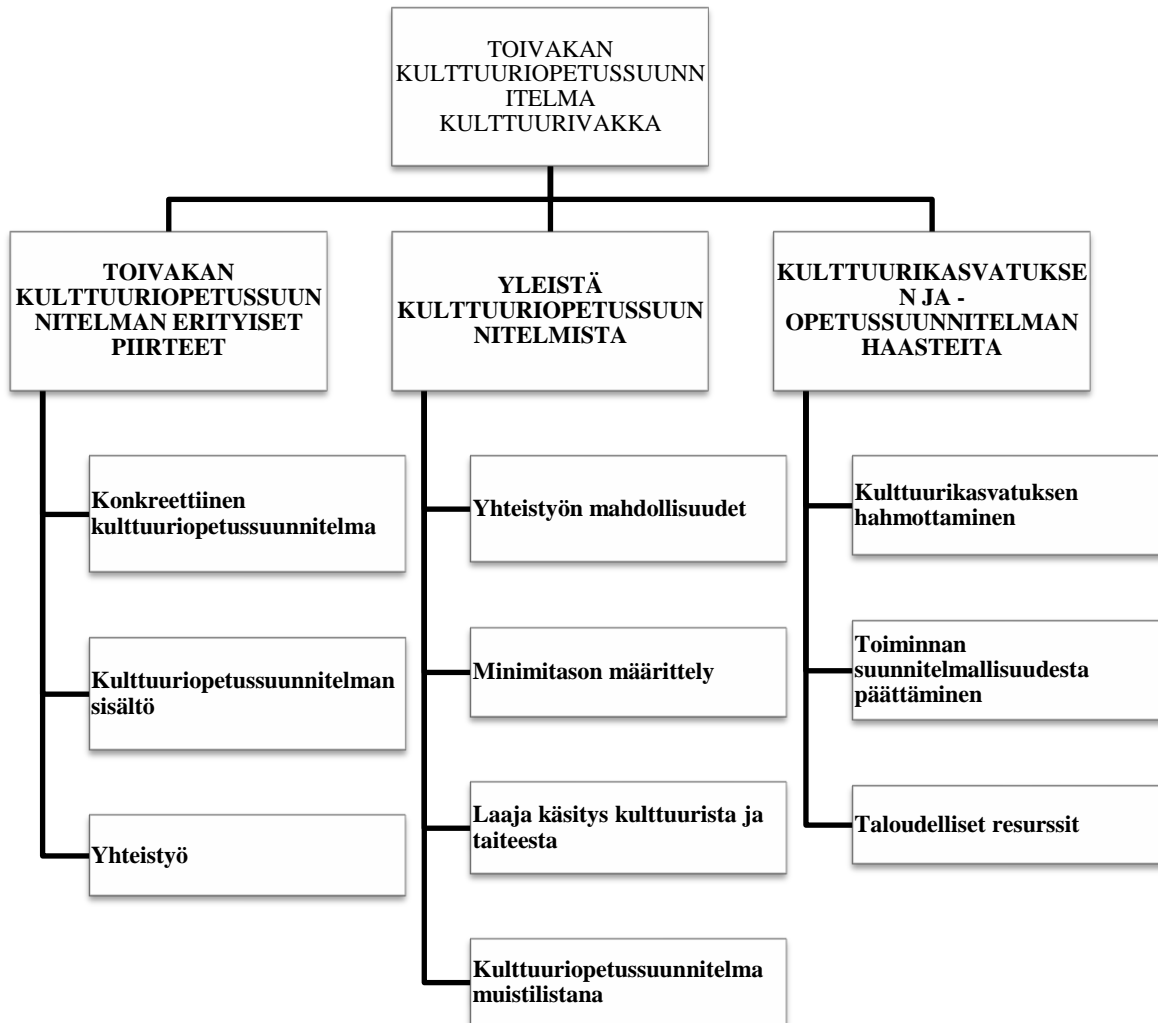 TOIVAKAN
KULTTUURIOPETUSSUUNN
ITELMA
KULTTUURIVAKKA
TOIVAKAN
KULTTUURIOPETUSSUUN
NITELMAN ERITYISET
PIIRTEET
Konkreettiinen
kulttuuriopetussuunnitelma
Kulttuuriopetussuunnitelman
sisältö
Yhteistyö
YLEISTÄ
KULTTUURIOPETUSSUUN
NITELMISTA
Yhteistyön mahdollisuudet
Minimitason määrittely
Laaja käsitys kulttuurista ja
taiteesta
Kulttuuriopetussuunnitelma
muistilistana
KULTTUURIKASVATUKSE
N JA -
OPETUSSUUNNITELMAN
HAASTEITA
Kulttuurikasvatuksen
hahmottaminen
Toiminnan
suunnitelmallisuudesta
päättäminen
Taloudelliset resurssit